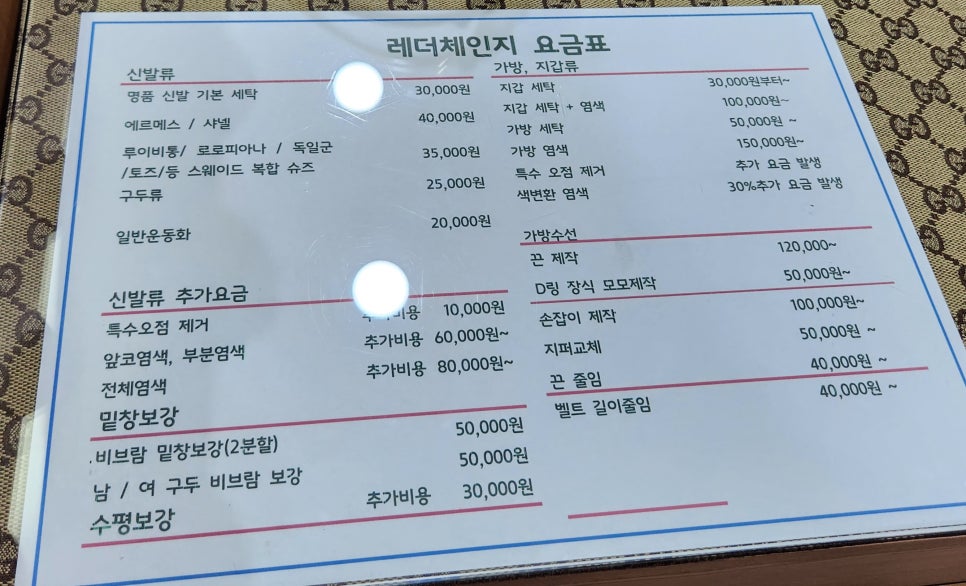 레더체인지 요금표
신발류
명품 신발 기본 세탁 30,000원
에르메스 / 샤넬 40,000원
루이비통/ 로로피아나 / 독일군 35,000원
/토즈/등 스웨이드 복합 슈즈
구두류 25,000원
일반운동화 20,000원
신발류 추가요금
특수오점 제거 추가비용 10,000원
앞코염색, 부분염색 추가비용 60,000원~
전체염색 추가비용 80,000원~
밑창보강
.비브람 밑창보강(2분할) 50,000원
남 / 여 구두 비브람 보강 50,000원
수평보강 추가비용 30,000원
가방, 지갑류
지갑 세탁 30,000원부터~
지갑 세탁 + 염색 100,000원~
가방 세탁 50,000원 ~
가방 염색 150,000원~
특수 오점 제거 추가 요금 발생
색변환 염색 30%추가 요금 발생
가방수선
끈 제작 120,000~
D링 장식 모모제작 50,000원~
손잡이 제작 100,000원~
지퍼교체 50,000원 ~
끈 줄임 40,000원 ~
벨트 길이줄임 40,000원 ~